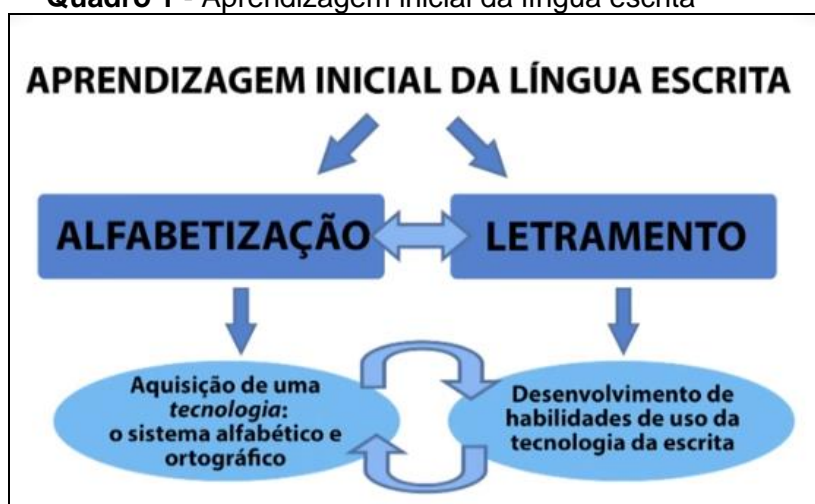 Quadro 1 - Aprendizagem inicial da língua escrita
APRENDIZAGEM INICIAL DA LÍNGUA ESCRITA
ALFABETIZAÇÃO
LETRAMENTO
Aquisição de uma
tecnologia:
o sistema alfabético e
ortográfico
Desenvolvimento de
habilidades de uso da
tecnologia da escrita